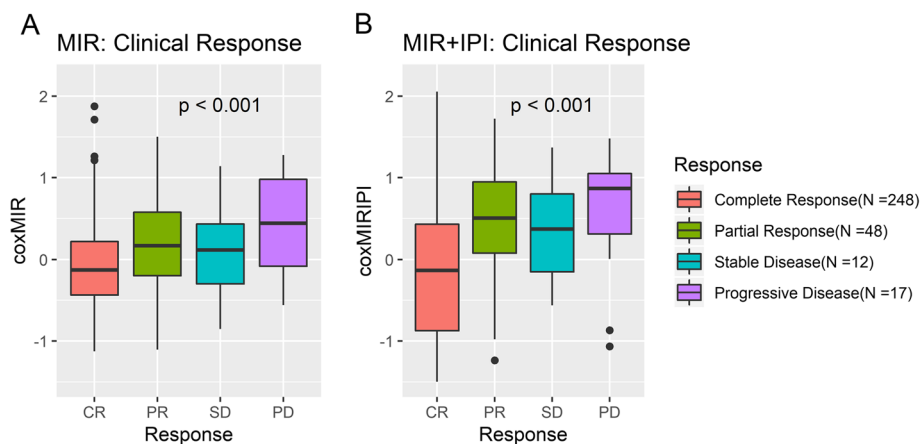 A
MIR: Clinical Response
p < 0.001
coxMIR
2
1
0
-1
CR PR SD PD
Response
B
MIR+IPI: Clinical Response
p < 0.001
coxMIRIPI
2
1
0
-1
CR PR SD PD
Response
Response
Complete Response(N =248)
Partial Response(N =48)
Stable Disease(N =12)
Progressive Disease(N =17)